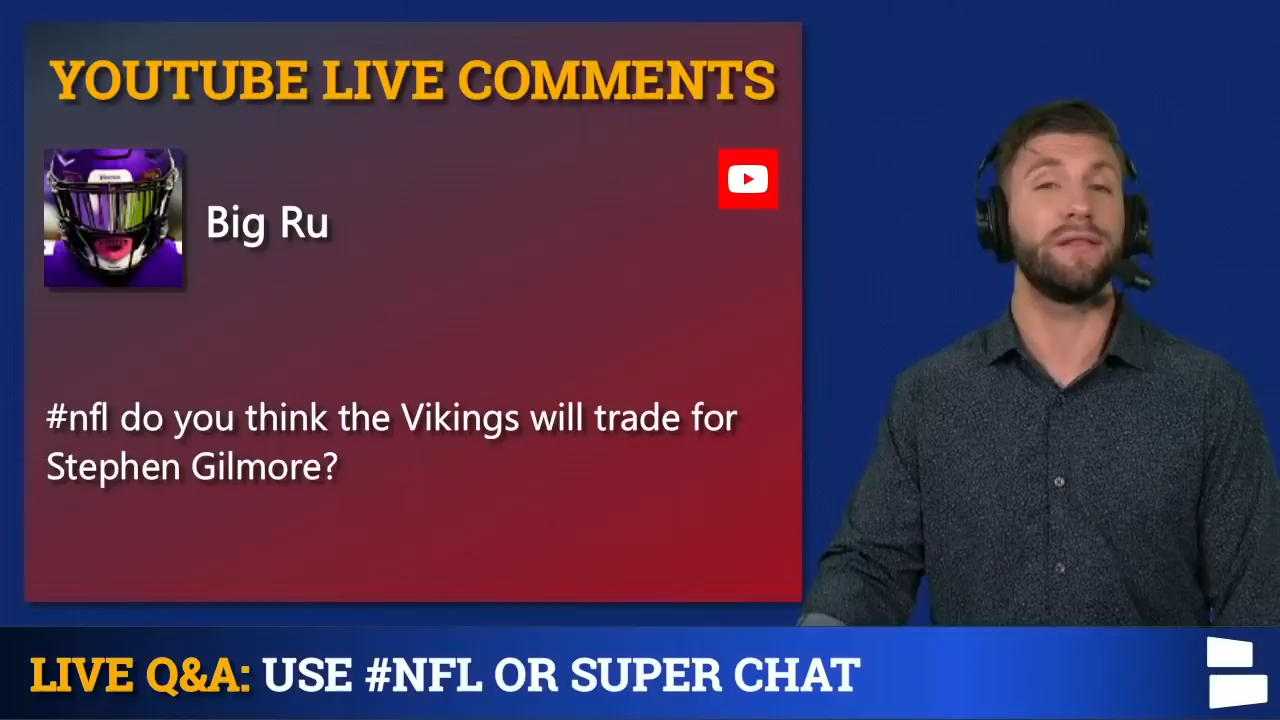 YOUTUBE LIVE COMMENTS
Big Ru
#nfl do you think the Vikings will trade for
Stephen Gilmore?
LIVE Q&A: USE #NFL OR SUPER CHAT